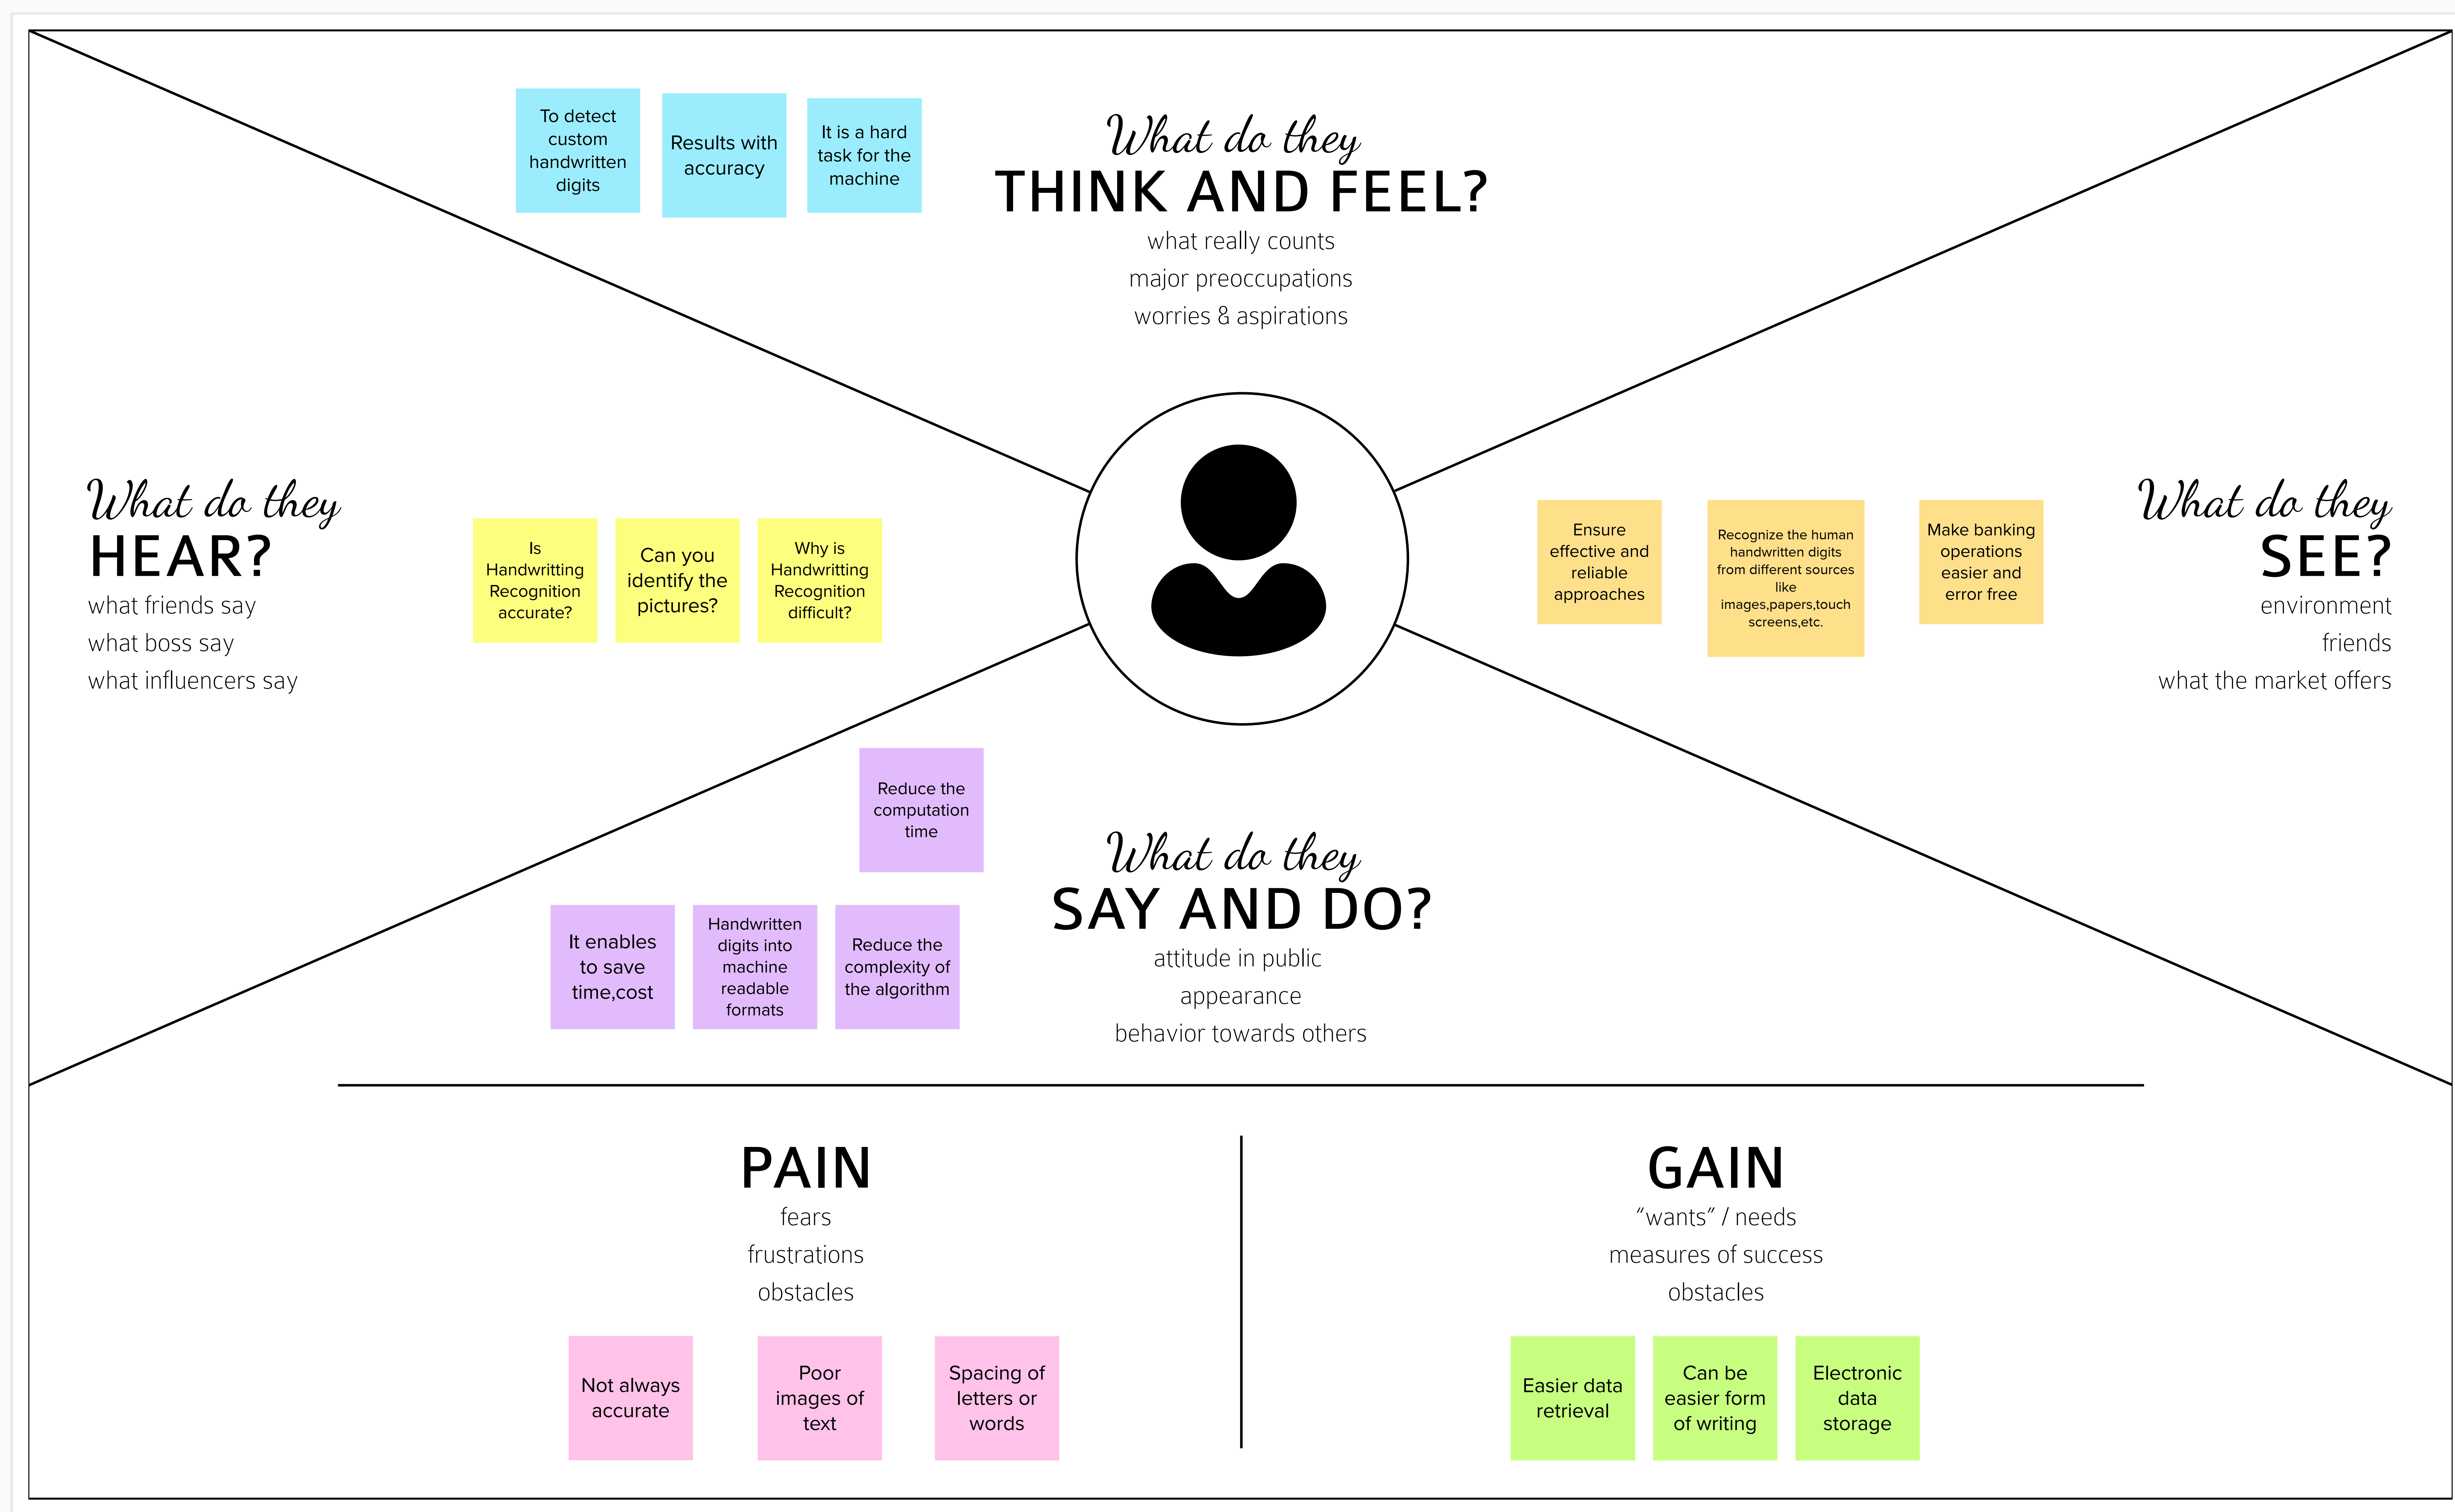 To detect
custom
handwritten
digits
Results with
accuracy
It is a hard
task for the
machine
What do they
THINK AND FEEL?
what really counts
major preoccupations
worries & aspirations
What do they
HEAR?
what friends say
what boss say
what influencers say
Is
Handwritting
Recognition
accurate?
Can you
identify the
pictures?
Why is
Handwritting
Recognition
difficult?
Ensure
effective and
reliable
approaches
Recognize the human
handwritten digits
from different sources
like
images,papers,touch
screens,etc.
Make banking
operations
easier and
error free
What do they
SEE?
environment
friends
what the market offers
Reduce the
computation
time
It enables
to save
time,cost
Handwritten
digits into
machine
readable
formats
Reduce the
complexity of
the algorithm
What do they
SAY AND DO?
attitude in public
appearance
behavior towards others
PAIN
fears
frustrations
obstacles
Not always
accurate
Poor
images of
text
Spacing of
letters or
words
GAIN
“wants” / needs
measures of success
obstacles
Easier data
retrieval
Can be
easier form
of writing
Electronic
data
storage